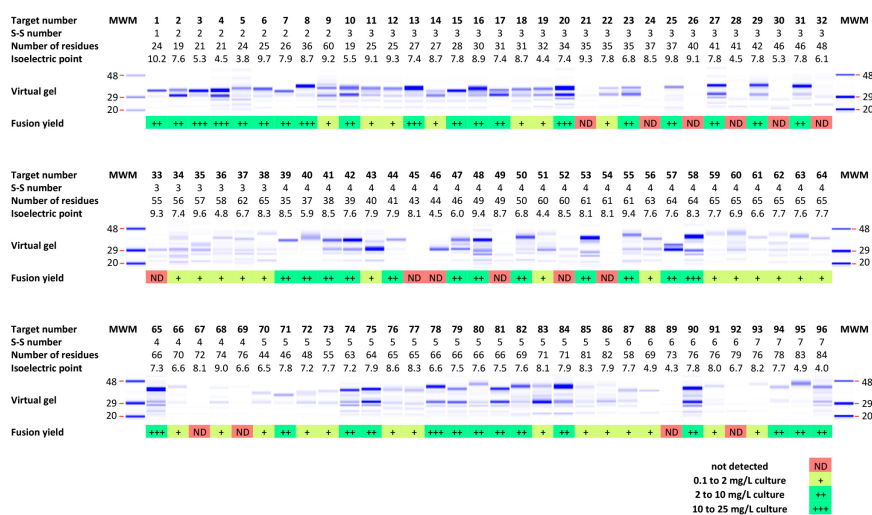 Target number MWM 1 2 3 4 5 6 7 8 9 10 11 12 13 14 15 16 17 18 19 20 21 22 23 24 25 26 27 28 29 30 31 32 MWM
S-S number 1 2 2 2 2 2 2 2 2 3 3 3 3 3 3 3 3 3 3 3 3 3 3 3 3 3 3 3 3 3 3 3
Number of residues 24 19 21 21 24 25 26 36 60 19 25 25 27 27 28 30 31 31 32 34 35 35 35 37 37 40 41 41 42 46 46 48
Isoelectric point 10.2 7.6 5.3 4.5 3.8 9.7 7.9 8.7 9.2 5.5 9.1 9.3 7.4 8.7 7.8 8.9 7.4 8.7 4.4 7.4 9.3 7.8 6.8 8.5 9.8 9.1 7.8 4.5 7.8 5.3 7.8 6.1
48 48
Virtual gel
29 29
20 20
Fusion yield ++ ++ +++ +++ ++ ++ ++ +++ + ++ + + +++ + ++ ++ ++ + + +++ ND + ++ ND ++ ND ++ ND ++ ND ++ ND
Target number MWM 33 34 35 36 37 38 39 40 41 42 43 44 45 46 47 48 49 50 51 52 53 54 55 56 57 58 59 60 61 62 63 64 MWM
S-S number 3 3 3 3 3 3 4 4 4 4 4 4 4 4 4 4 4 4 4 4 4 4 4 4 4 4 4 4 4 4 4 4
Number of residues 55 56 57 61 62 65 35 37 38 39 40 41 43 44 47 48 49 50 60 60 61 61 61 63 64 64 65 65 65 65 65 65
Isoelectric point 9.3 7.4 9.6 4.8 6.7 8.3 8.5 5.9 8.5 7.6 7.9 7.9 8.1 4.5 6.0 9.4 8.7 6.8 4.4 8.5 8.1 8.1 9.4 7.6 7.6 8.3 7.7 6.9 6.6 7.7 7.6 7.7
48 48
Virtual gel
29 29
20 20
Fusion yield ND + + + + + ++ ++ ++ ++ + ++ ND ND ++ ++ ND ++ + ND ++ ND ++ + ++ +++ + + + + + +
Target number MWM 65 66 67 68 69 70 71 72 73 74 75 76 77 78 79 80 81 82 83 84 85 86 87 88 89 90 91 92 93 94 95 96 MWM
S-S number 4 4 4 4 4 5 5 5 5 5 5 5 5 5 5 5 5 5 5 5 5 5 6 6 6 6 6 6 7 7 7 7
Number of residues 66 70 72 74 76 44 46 48 55 63 64 65 65 66 66 66 66 69 71 71 81 82 58 69 73 76 76 79 76 78 83 84
Isoelectric point 7.3 6.6 8.1 9.0 6.6 6.5 7.8 7.2 7.7 7.2 7.9 8.6 8.3 6.6 7.5 7.6 7.5 7.6 8.1 7.9 8.3 7.9 7.7 4.9 4.3 7.8 8.0 6.7 8.2 7.7 4.9 4.0
48 48
Virtual gel
29 29
20 20
Fusion yield +++ + ND + ND + ++ + + ++ ++ + + +++ ++ ++ ++ ++ + ++ + + + + ND ++ + ND + ++ ++ ++
not detected ND
0.1 to 2 mg/L culture +
2 to 10 mg/L culture ++
10 to 25 mg/L culture +++